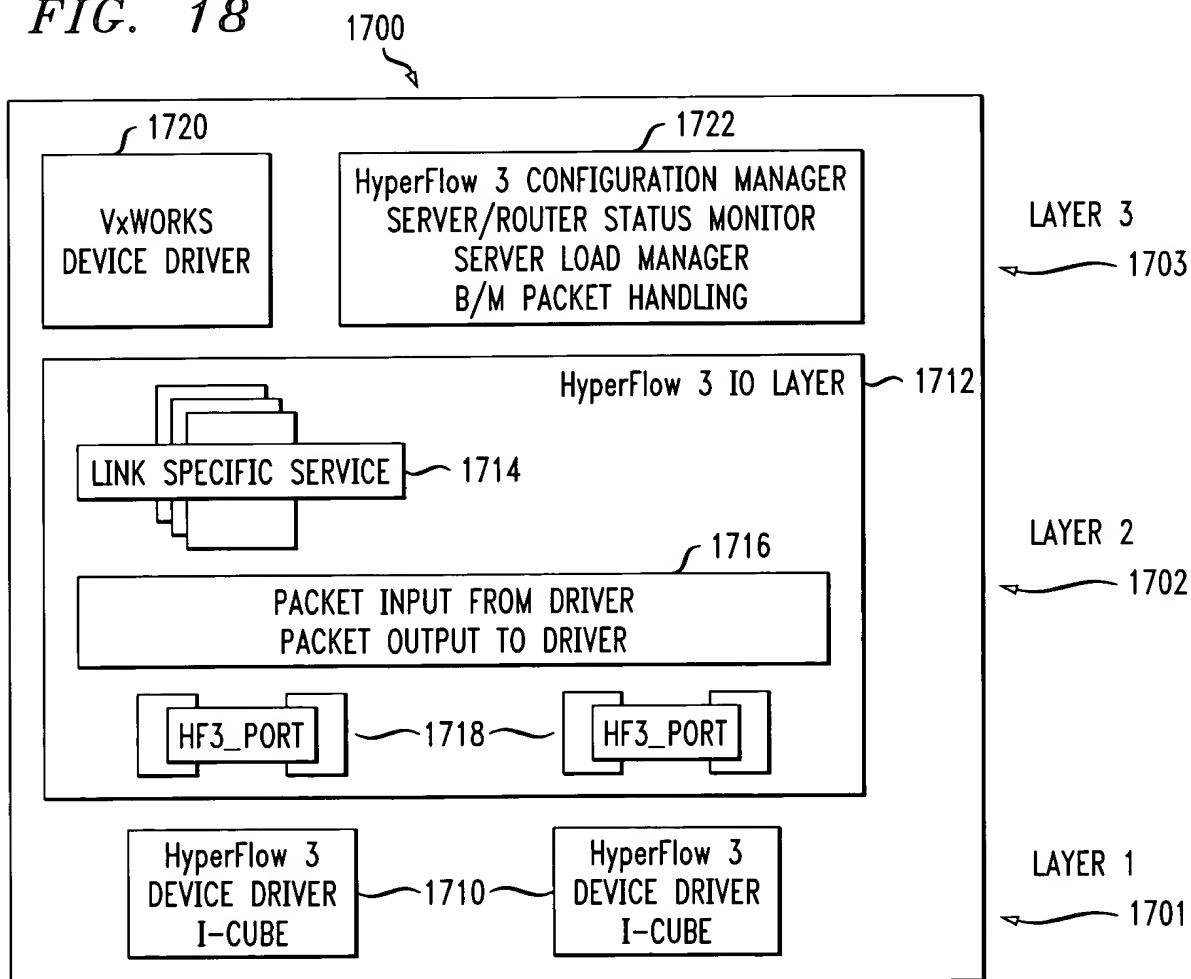 FIG. 18
1700
1720
1722
VxWORKS
DEVICE DRIVER
HyperFlow 3 CONFIGURATION MANAGER
SERVER/ROUTER STATUS MONITOR
SERVER LOAD MANAGER
B/M PACKET HANDLING
LAYER 3
1703
HyperFlow 3 IO LAYER
1712
LINK SPECIFIC SERVICE
1714
LAYER 2
1702
1716
PACKET INPUT FROM DRIVER
PACKET OUTPUT TO DRIVER
HF3_PORT
1718
HF3_PORT
HyperFlow 3
DEVICE DRIVER
I-CUBE
1710
HyperFlow 3
DEVICE DRIVER
I-CUBE
LAYER 1
1701